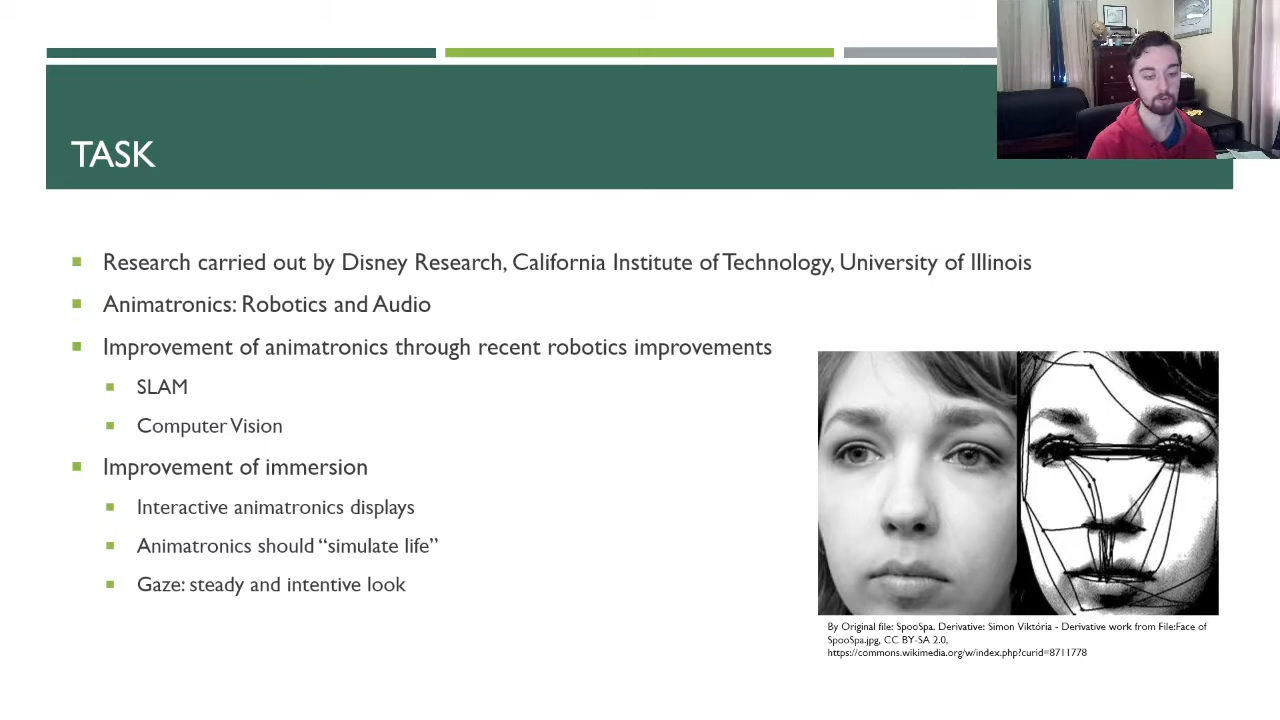 TASK
Research carried out by Disney Research, California Institute of Technology, University of Illinois
Animatronics: Robotics and Audio
Improvement of animatronics through recent robotics improvements
SLAM
Computer Vision
Improvement of immersion
Interactive animatronics displays
Animatronics should “simulate life”
Gaze: steady and intentive look
By Original file: SpooSpa. Derivative: Simon Viktória - Derivative work from File:Face of
SpooSpa.jpg, CC BY-SA 2.0,
https://commons.wikimedia.org/w/index.php?curid=8711778